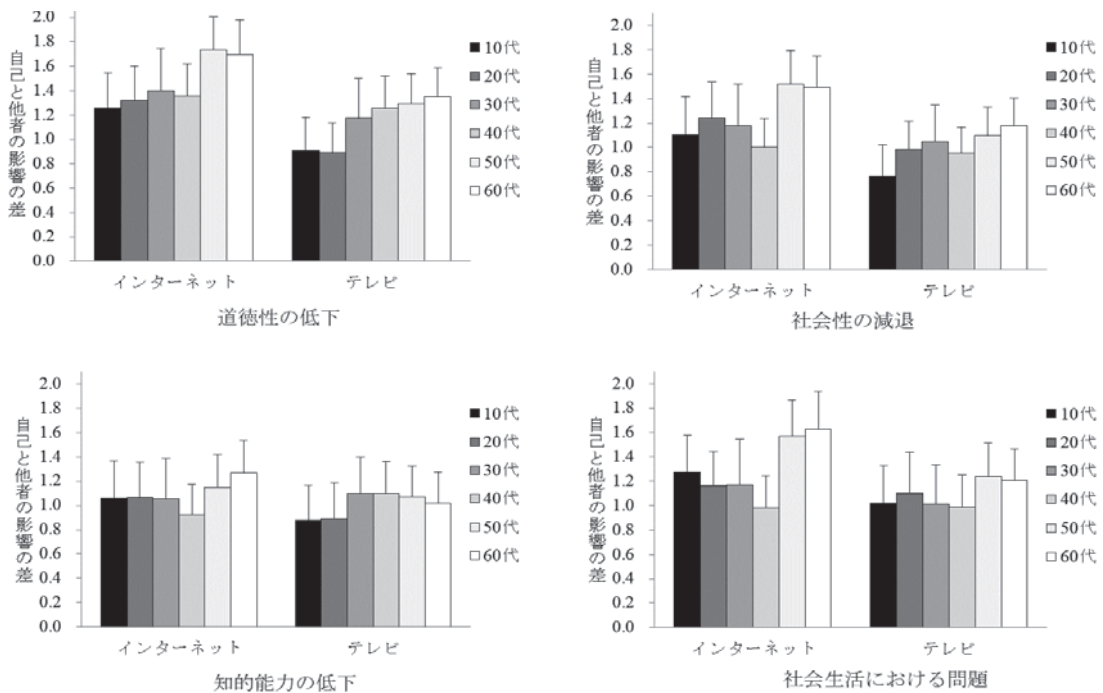 自己と他者の影響の差
2.0
1.8
1.6
1.4
1.2
1.0
0.8
0.6
0.4
0.2
0.0
インターネット テレビ
■10代
■20代
■30代
■40代
□50代
□60代
道徳性の低下
自己と他者の影響の差
2.0
1.8
1.6
1.4
1.2
1.0
0.8
0.6
0.4
0.2
0.0
インターネット テレビ
■10代
■20代
■30代
■40代
□50代
□60代
社会性の減退
自己と他者の影響の差
2.0
1.8
1.6
1.4
1.2
1.0
0.8
0.6
0.4
0.2
0.0
インターネット テレビ
■10代
■20代
■30代
■40代
□50代
□60代
知的能力の低下
自己と他者の影響の差
2.0
1.8
1.6
1.4
1.2
1.0
0.8
0.6
0.4
0.2
0.0
インターネット テレビ
■10代
■20代
■30代
■40代
□50代
□60代
社会生活における問題